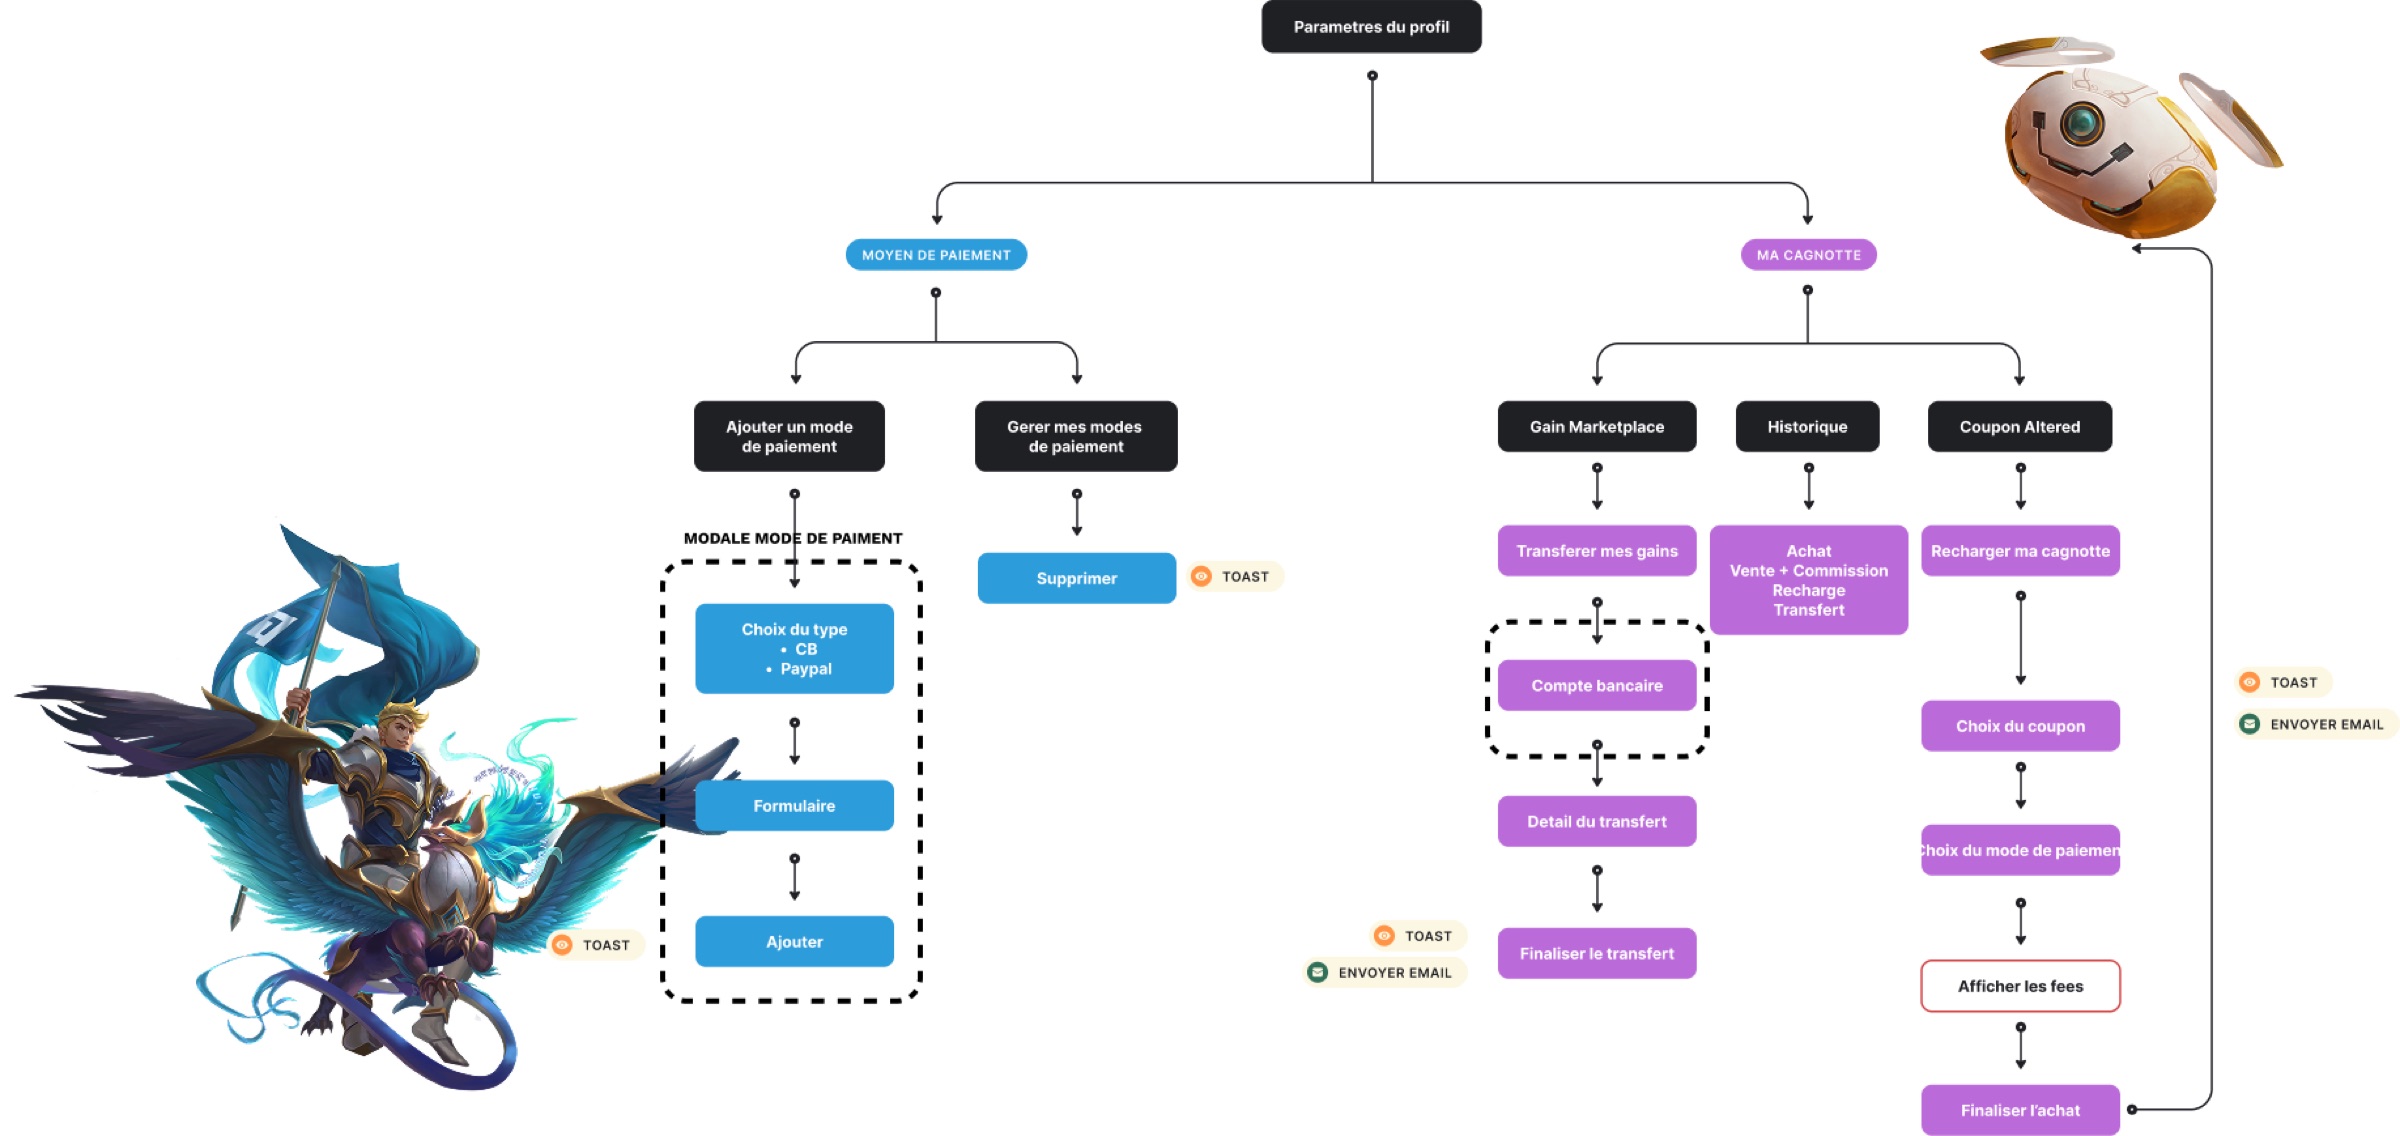 Parametres du profil
MOYEN DE PAIEMENT
MA CAGNOTTE
Ajouter un mode
de paiement
Gerer mes modes
de paiement
Gain Marketplace
Historique
Coupon Altered
MODALE MODE DE PAIMENT
Choix du type
• CB
• Paypal
Formulaire
Ajouter
TOAST
Supprimer
TOAST
Transferer mes gains
Compte bancaire
Detail du transfert
Finaliser le transfert
TOAST
ENVOYER EMAIL
Achat
Vente + Commission
Recharge
Transfert
Recharger ma cagnotte
Choix du coupon
Choix du mode de paiemen
Afficher les fees
Finaliser l'achat
TOAST
ENVOYER EMAIL